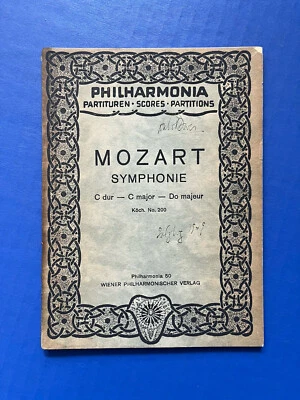 PHILHARMONIA
PARTITUREN · SCORES · PARTITIONS
MOZART
SYMPHONIE
C dur — C major — Do majeur
Köch. No. 200
Philharmonia 50
WIENER PHILHARMONISCHER VERLAG